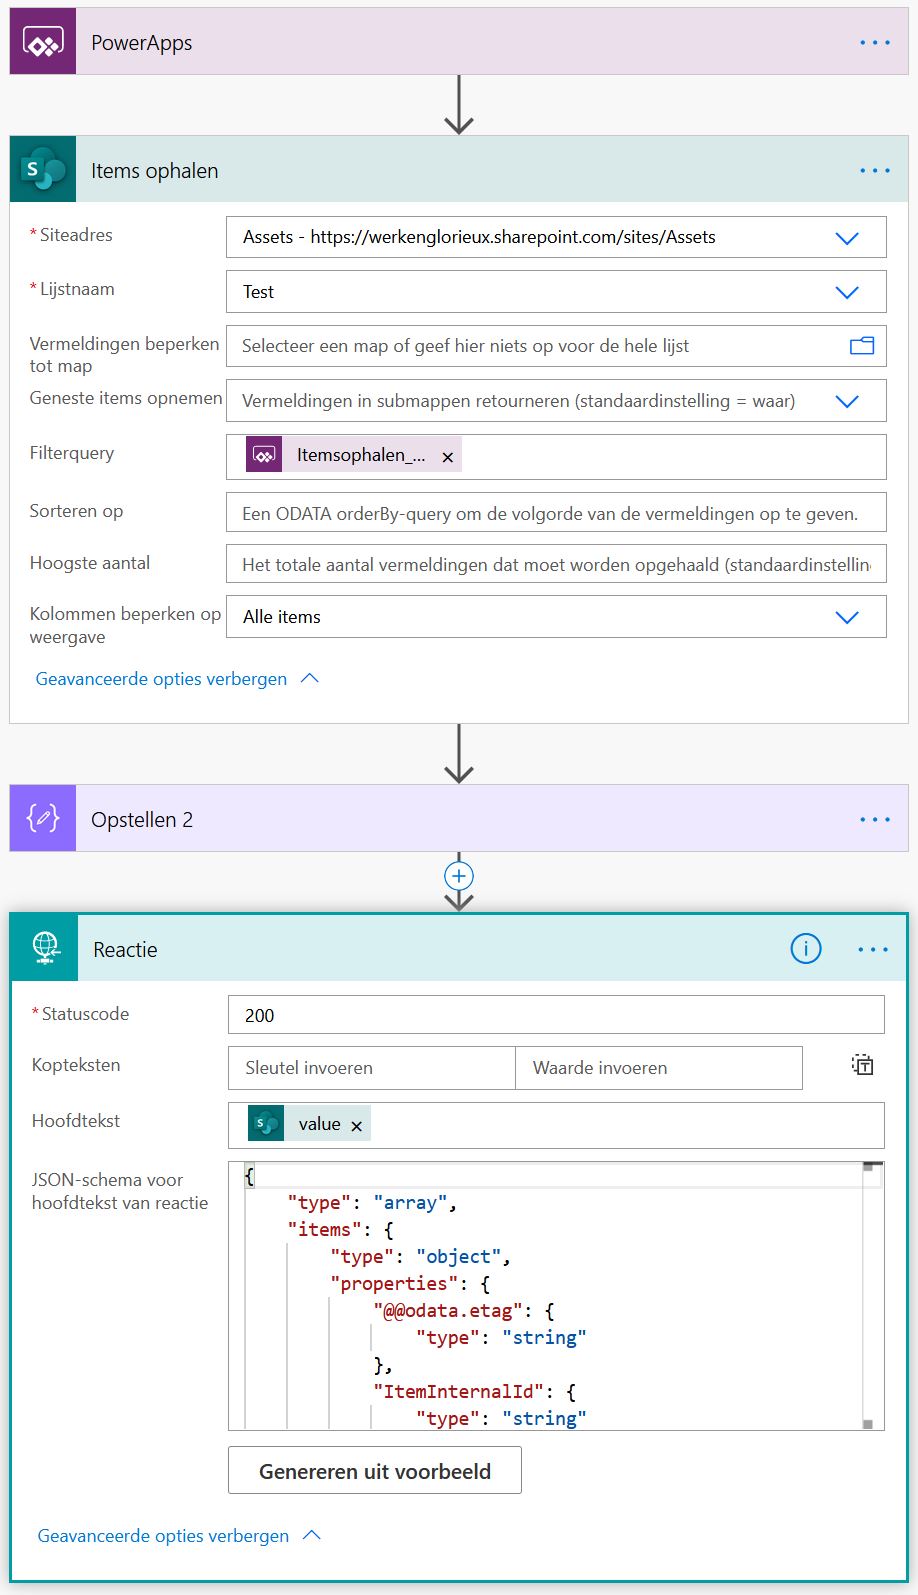 PowerApps
Items ophalen
*Siteadres
Assets - https://werkenglorieux.sharepoint.com/sites/Assets
*Lijstnaam
Test
Vermeldingen beperken
tot map
Selecteer een map of geef hier niets op voor de hele lijst
Geneste items opnemen
Vermeldingen in submappen retourneren (standaardinstelling = waar)
Filterquery
Itemsophalen_... ×
Sorteren op
Een ODATA orderBy-query om de volgorde van de vermeldingen op te geven.
Hoogste aantal
Het totale aantal vermeldingen dat moet worden opgehaald (standaardinstellin
Kolommen beperken op
weergave
Alle items
Geavanceerde opties verbergen
Opstellen 2
Reactie
*Statuscode
200
Kopteksten
Sleutel invoeren
Waarde invoeren
Hoofdtekst
value ×
JSON-schema voor
hoofdtekst van reactie
{
"type": "array",
"items": {
"type": "object",
"properties": {
"@@odata.etag": {
"type": "string"
},
"ItemInternalId": {
"type": "string"
Genereren uit voorbeeld
Geavanceerde opties verbergen